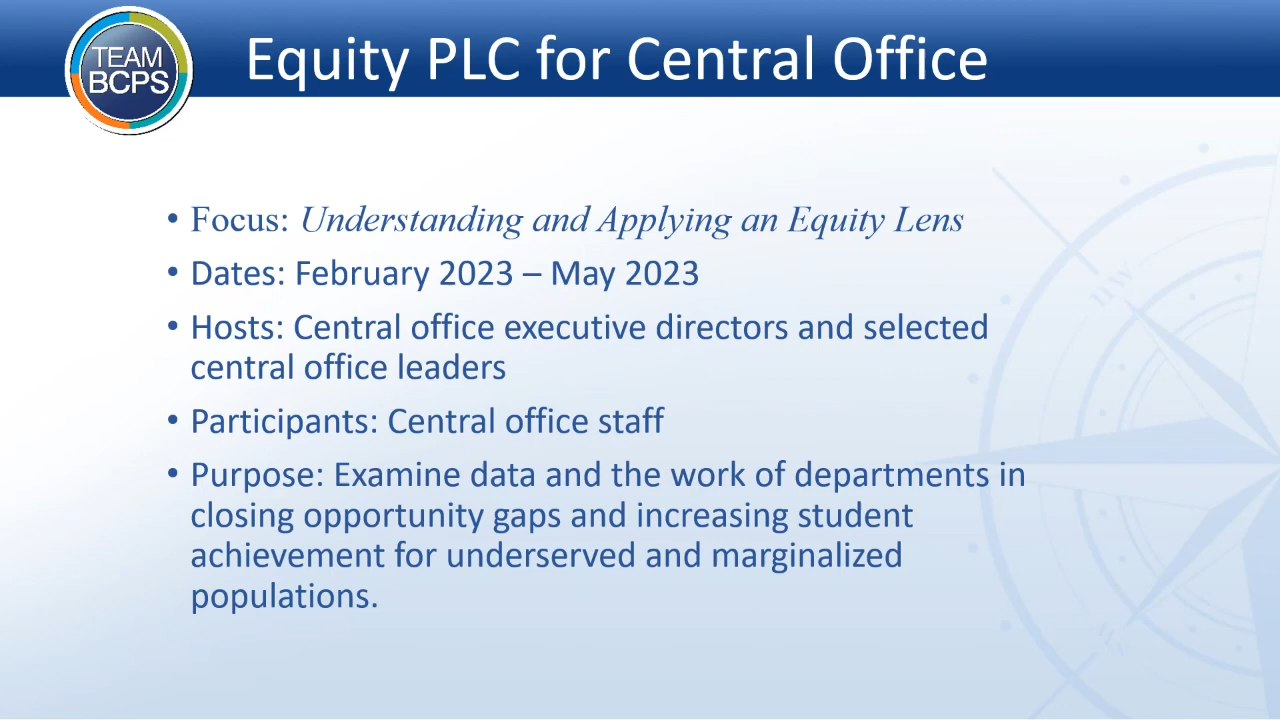 TEAM
BCPS
Equity PLC for Central Office
• Focus: Understanding and Applying an Equity Lens
• Dates: February 2023 – May 2023
• Hosts: Central office executive directors and selected
central office leaders
• Participants: Central office staff
• Purpose: Examine data and the work of departments in
closing opportunity gaps and increasing student
achievement for underserved and marginalized
populations.